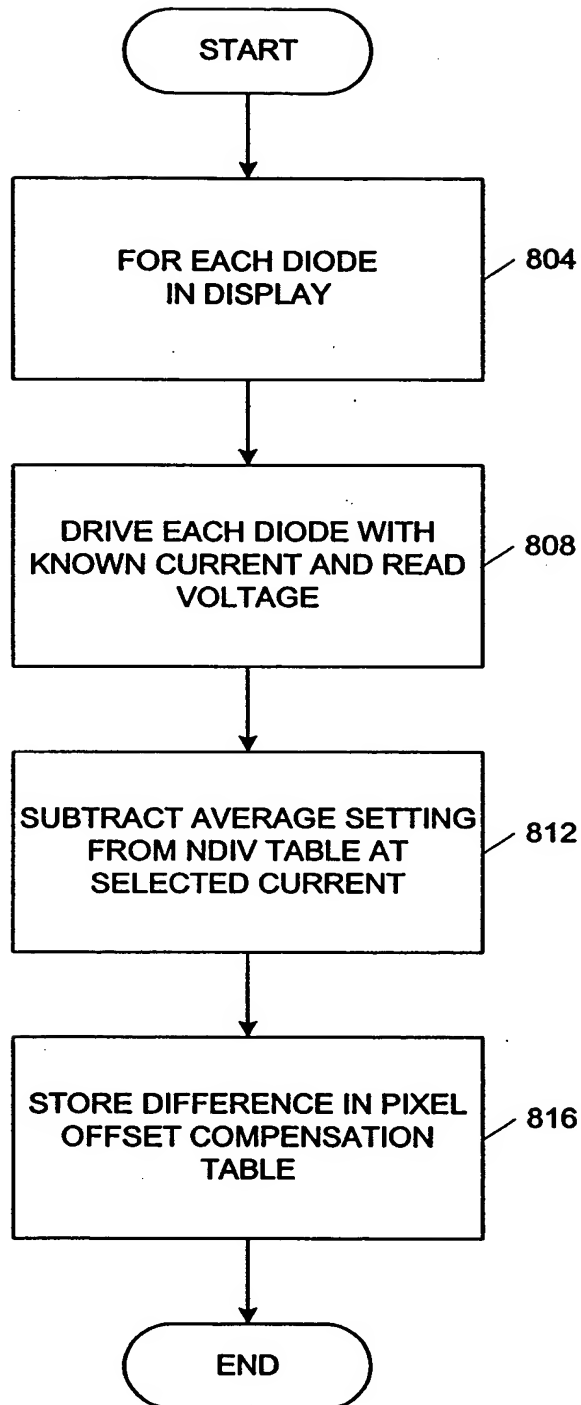 START
FOR EACH DIODE
IN DISPLAY
804
DRIVE EACH DIODE WITH
KNOWN CURRENT AND READ
VOLTAGE
808
SUBTRACT AVERAGE SETTING
FROM NDIV TABLE AT
SELECTED CURRENT
812
STORE DIFFERENCE IN PIXEL
OFFSET COMPENSATION
TABLE
816
END